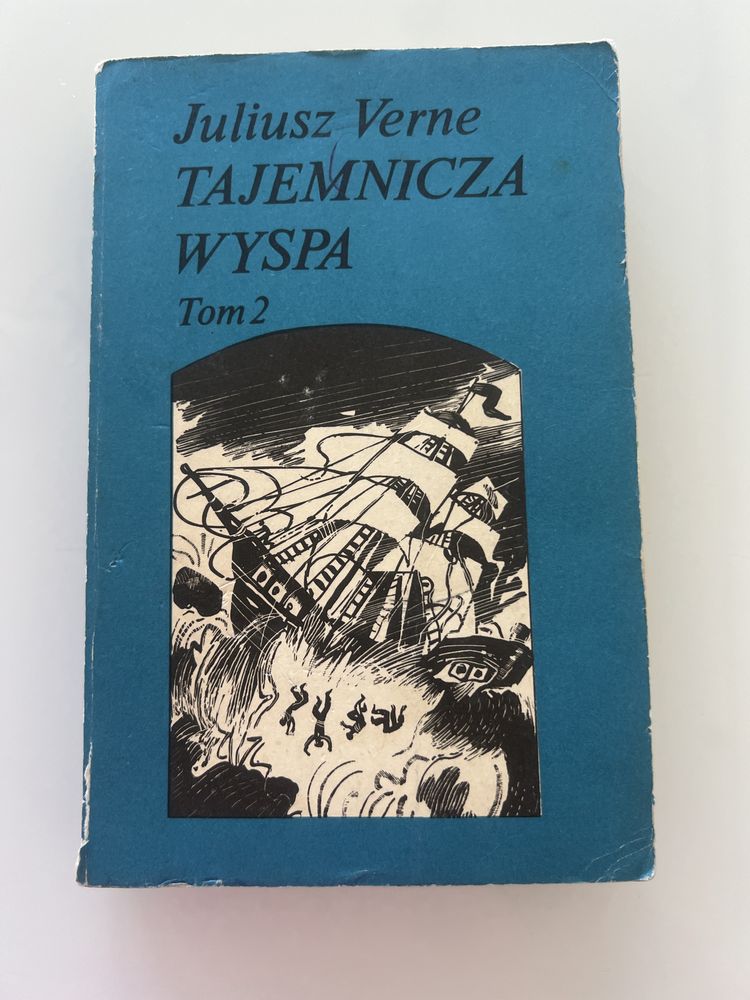 Juliusz Verne
TAJEMNICZA
WYSPA
Tom 2